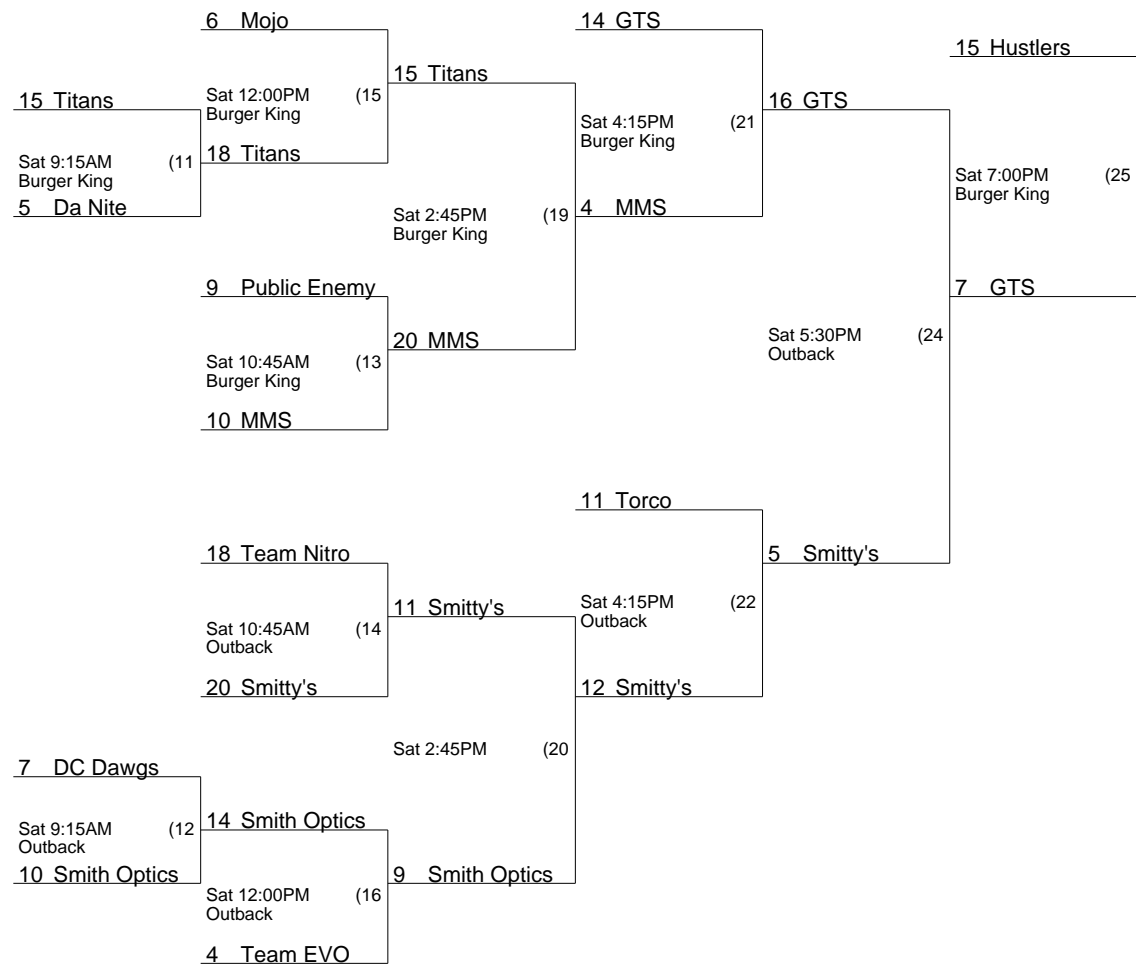 6 Mojo
14 GTS
15 Hustlers
15 Titans
15 Titans
16 GTS
Sat 12:00PM (15
Burger King
Sat 4:15PM (21
Burger King
Sat 9:15AM (11
Burger King
18 Titans
Sat 7:00PM (25
Burger King
5 Da Nite
Sat 2:45PM (19
Burger King
4 MMS
9 Public Enemy
7 GTS
20 MMS
Sat 5:30PM (24
Outback
Sat 10:45AM (13
Burger King
10 MMS
11 Torco
18 Team Nitro
5 Smitty's
11 Smitty's
Sat 4:15PM (22
Outback
Sat 10:45AM (14
Outback
20 Smitty's
12 Smitty's
Sat 2:45PM (20
7 DC Dawgs
14 Smith Optics
Sat 9:15AM (12
Outback
10 Smith Optics
9 Smith Optics
Sat 12:00PM (16
Outback
4 Team EVO